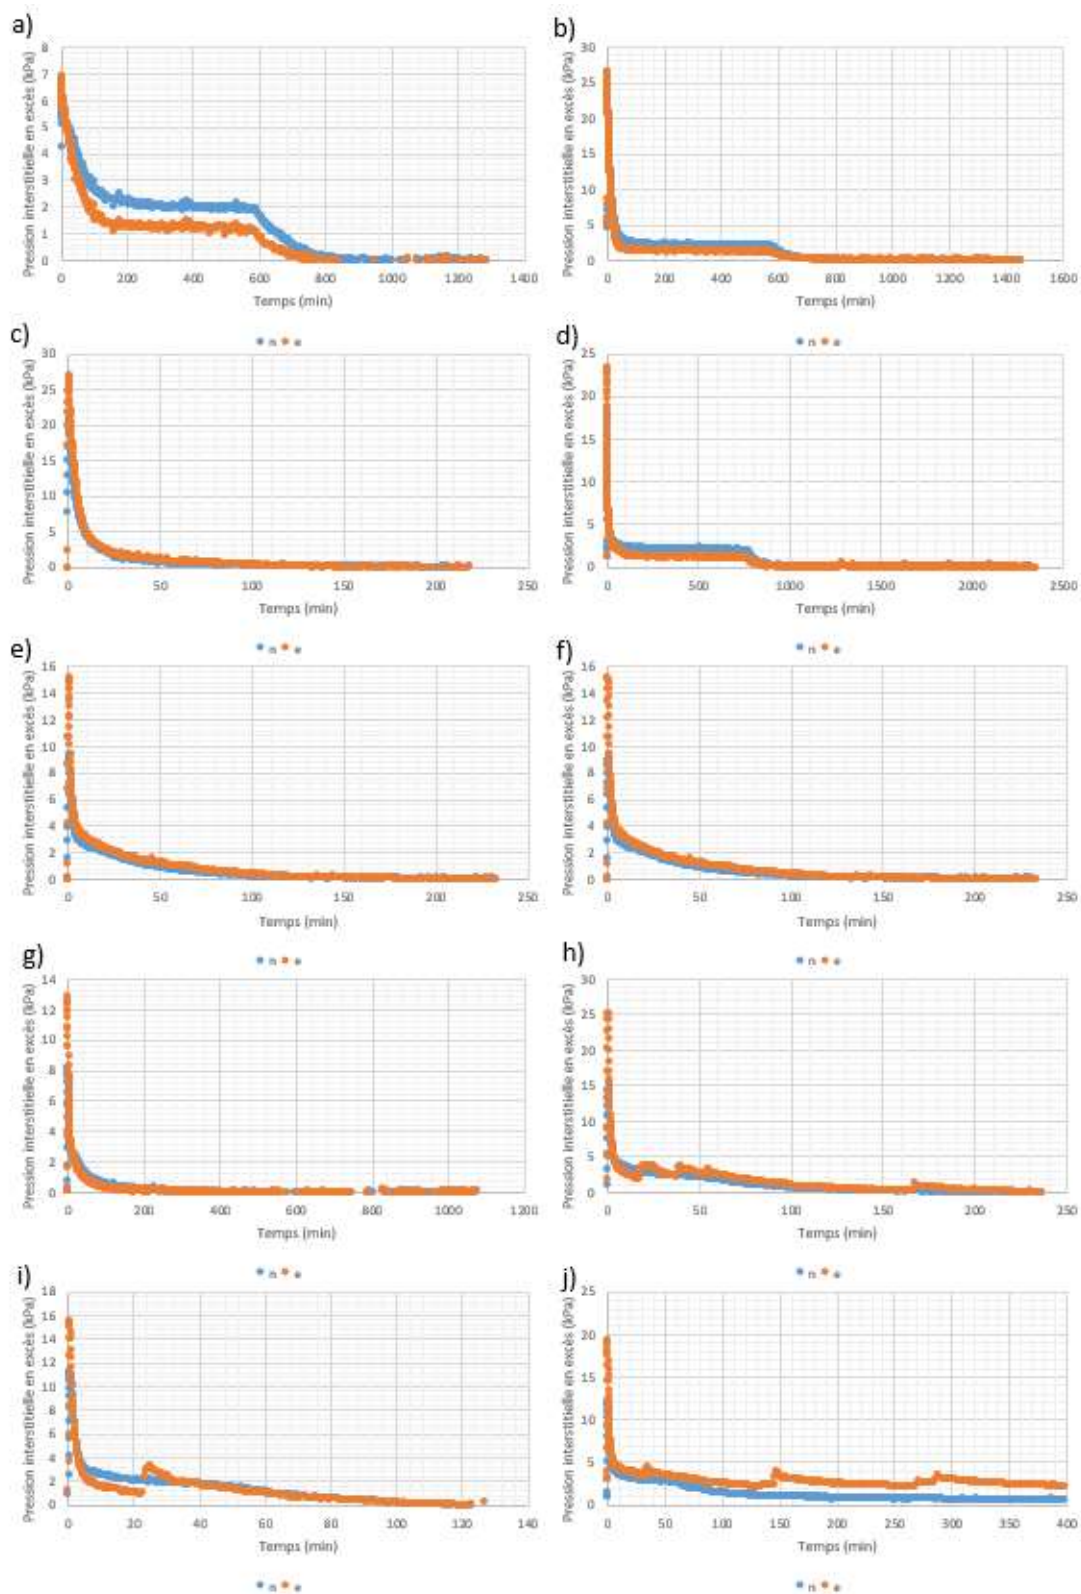 a)
Pression interstitielle en excès (kPa)
8
7
6
5
4
3
2
1
0
0 200 400 600 800 1000 1200 1400
Temps (min)
n e
b)
Pression interstitielle en excès (kPa)
30
25
20
15
10
5
0
0 200 400 600 800 1000 1200 1400 1600
Temps (min)
n e
c)
Pression interstitielle en excès (kPa)
30
25
20
15
10
5
0
0 50 100 150 200 250
Temps (min)
n e
d)
Pression interstitielle en excès (kPa)
25
20
15
10
5
0
0 500 1000 1500 2000 2500
Temps (min)
n e
e)
Pression interstitielle en excès (kPa)
16
14
12
10
8
6
4
2
0
0 50 100 150 200 250
Temps (min)
n e
f)
Pression interstitielle en excès (kPa)
16
14
12
10
8
6
4
2
0
0 50 100 150 200 250
Temps (min)
n e
g)
Pression interstitielle en excès (kPa)
14
12
10
8
6
4
2
0
0 200 400 600 800 1000 1200
Temps (min)
n e
h)
Pression interstitielle en excès (kPa)
30
25
20
15
10
5
0
0 50 100 150 200 250
Temps (min)
n e
i)
Pression interstitielle en excès (kPa)
18
16
14
12
10
8
6
4
2
0
0 20 40 60 80 100 120 140
Temps (min)
n e
j)
Pression interstitielle en excès (kPa)
25
20
15
10
5
0
0 50 100 150 200 250 300 350 400
Temps (min)
n e